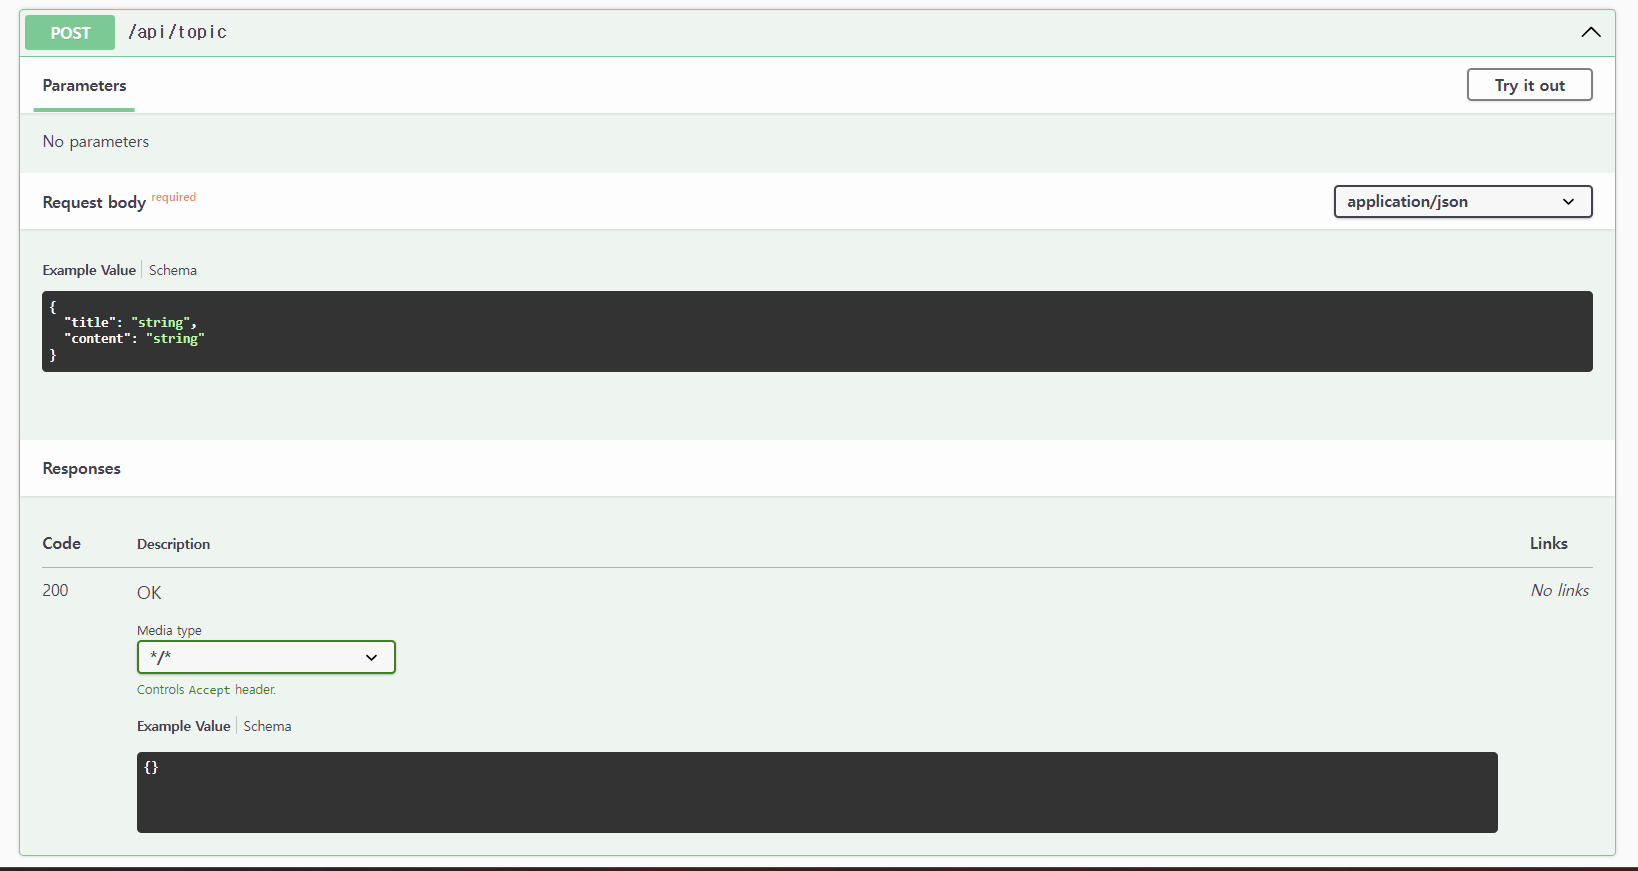 POST /api/topic
Parameters
Try it out
No parameters
Request body required
application/json
Example Value Schema
{
  "title": "string",
  "content": "string"
}
Responses
Code Description Links
200 OK No links
Media type
*/*
Controls Accept header.
Example Value Schema
{}